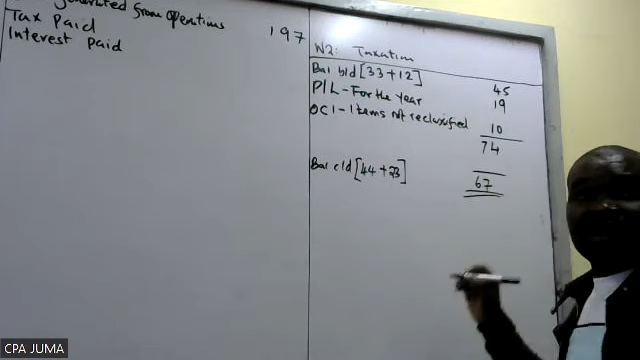 generated from operations 197
Tax Paid
Interest Paid
W2: Taxation
Bal b/d [33+12] 45
P/L - For the Year 19
OCI - Items not reclassified 10
74
Bal c/d [44+23] 67
CPA JUMA